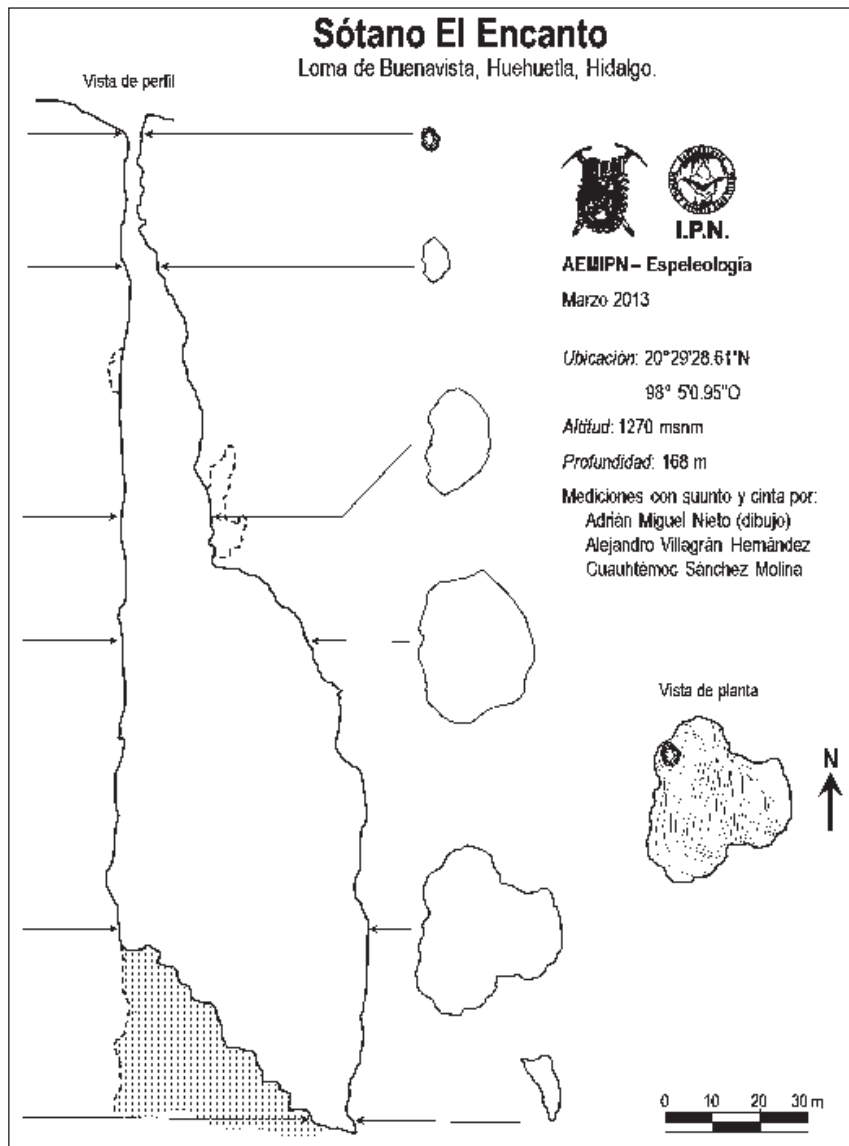 Sótano El Encanto
Loma de Buenavista, Huehuetla, Hidalgo.
Vista de perfil
I.P.N.
AEMIPN – Espeleología
Marzo 2013
Ubicación: 20°29'28.61"N
98° 5'0.95"O
Altitud: 1270 msnm
Profundidad: 168 m
Mediciones con suunto y cinta por:
Adrián Miguel Nieto (dibujo)
Alejandro Villagrán Hernández
Cuauhtémoc Sánchez Molina
Vista de planta
N
0 10 20 30 m